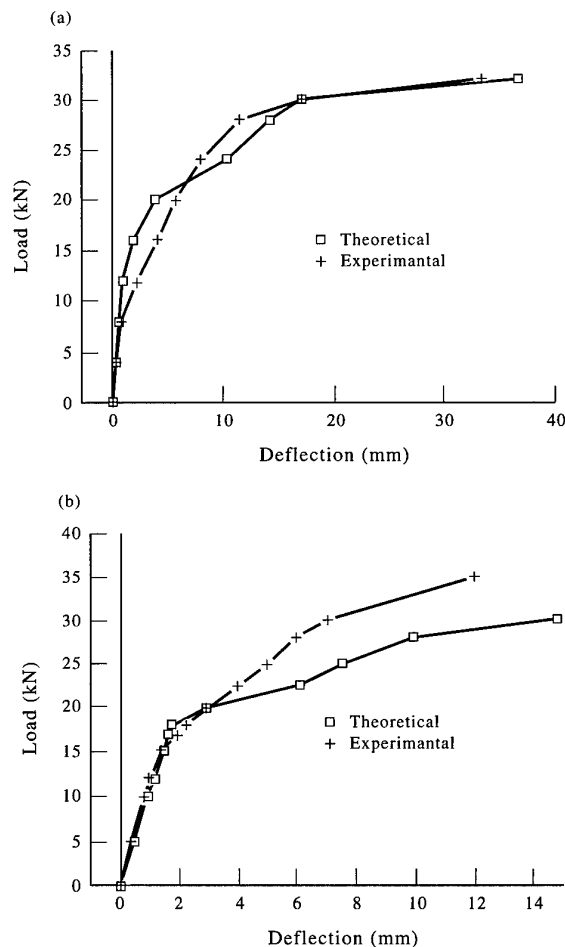 (a)
35
30
25
20
15
10
5
0
Load (kN)
Theoretical
Experimantal
0 10 20 30 40
Deflection (mm)
(b)
40
35
30
25
20
15
10
5
0
Load (kN)
Theoretical
Experimantal
0 2 4 6 8 10 12 14
Deflection (mm)